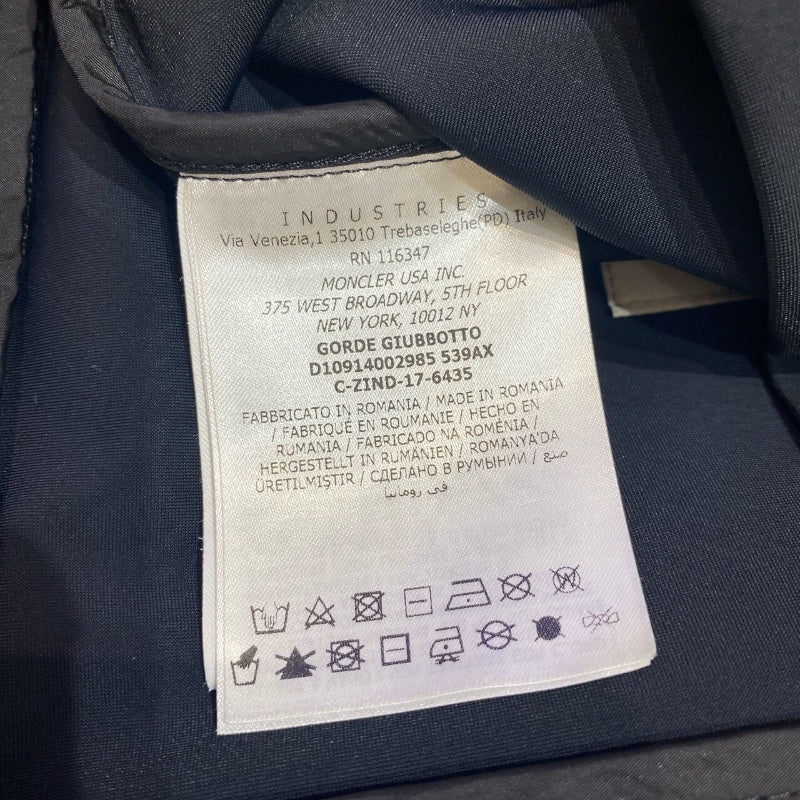 INDUSTRIES
Via Venezia,1 35010 Trebaseleghe(PD) Italy
RN 116347
MONCLER USA INC.
375 WEST BROADWAY, 5TH FLOOR
NEW YORK, 10012 NY
GORDE GIUBBOTTO
D10914002985 539AX
C-ZIND-17-6435
FABBRICATO IN ROMANIA / MADE IN ROMANIA
/ FABRIQUÉ EN ROUMANIE / HECHO EN
RUMANIA / FABRICADO NA ROMÉNIA /
HERGESTELLT IN RUMÄNIEN / ROMANYA'DA
ÜRETILMIŞTIR / СДЕЛАНО В РУМЫНИИ / صنع
في رومانيا
W